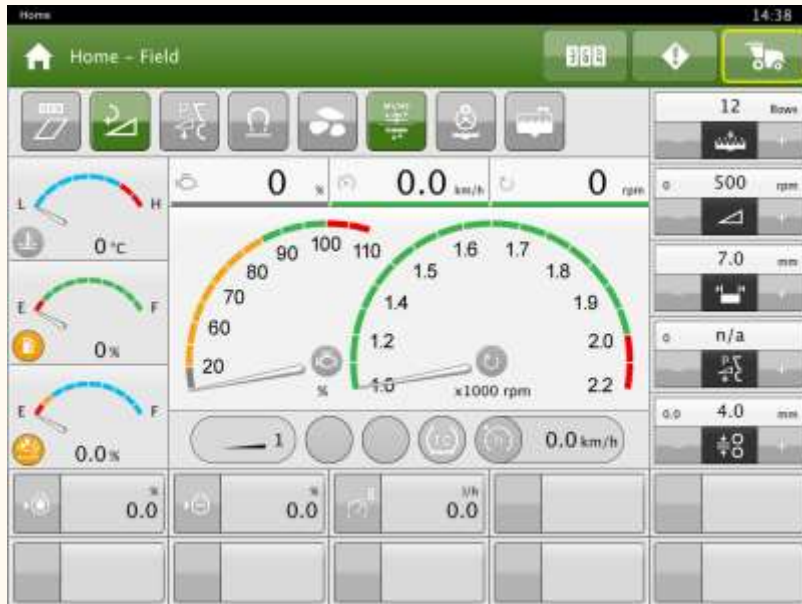 Home
14:38
Home – Field
12 Rows
0 % 0.0 km/h 0 rpm
0 500 rpm
L H
0 °C
7.0 mm
E F
0 %
0 n/a
E F
0.0 %
0.0 4.0 mm
20 60 70 80 90 100 110
%
1.0 1.2 1.4 1.5 1.6 1.7 1.8 1.9 2.0 2.2
x1000 rpm
1 0.0 km/h
% 0.0
% 0.0
l/h 0.0